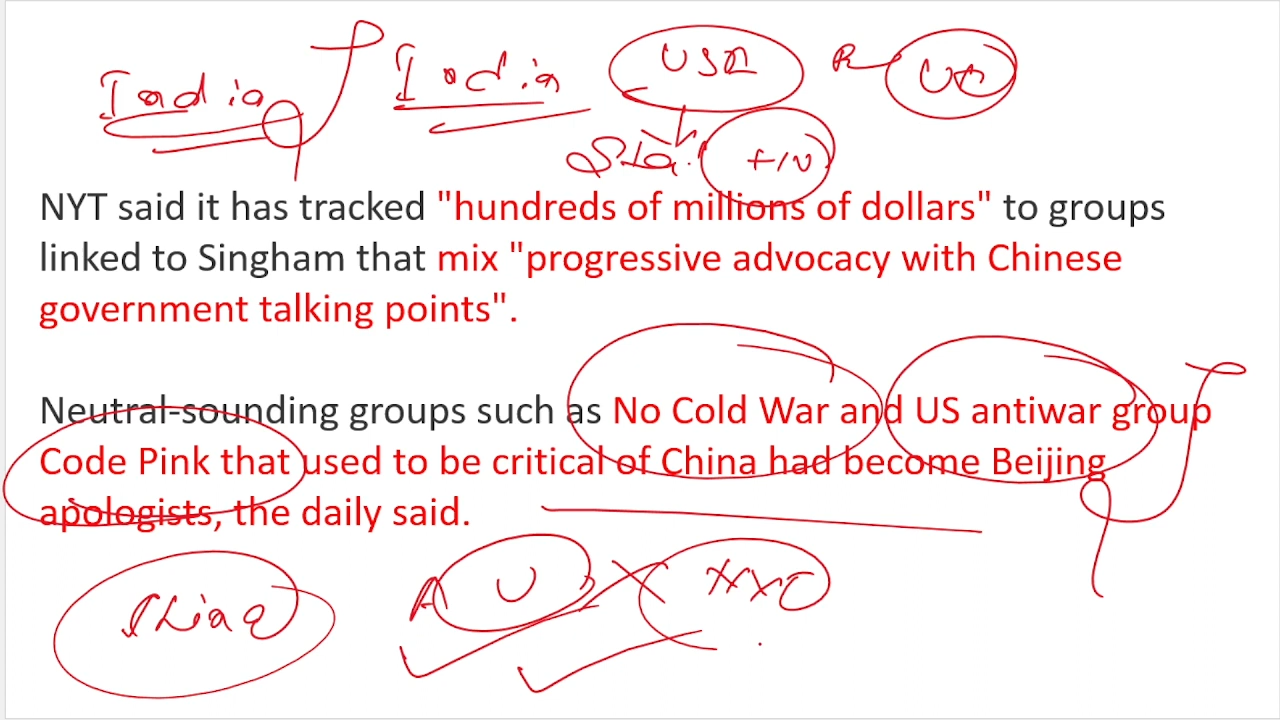 India India USA
NYT said it has tracked "hundreds of millions of dollars" to groups
linked to Singham that mix "progressive advocacy with Chinese
government talking points".
Neutral-sounding groups such as No Cold War and US antiwar group
Code Pink that used to be critical of China had become Beijing
apologists, the daily said.